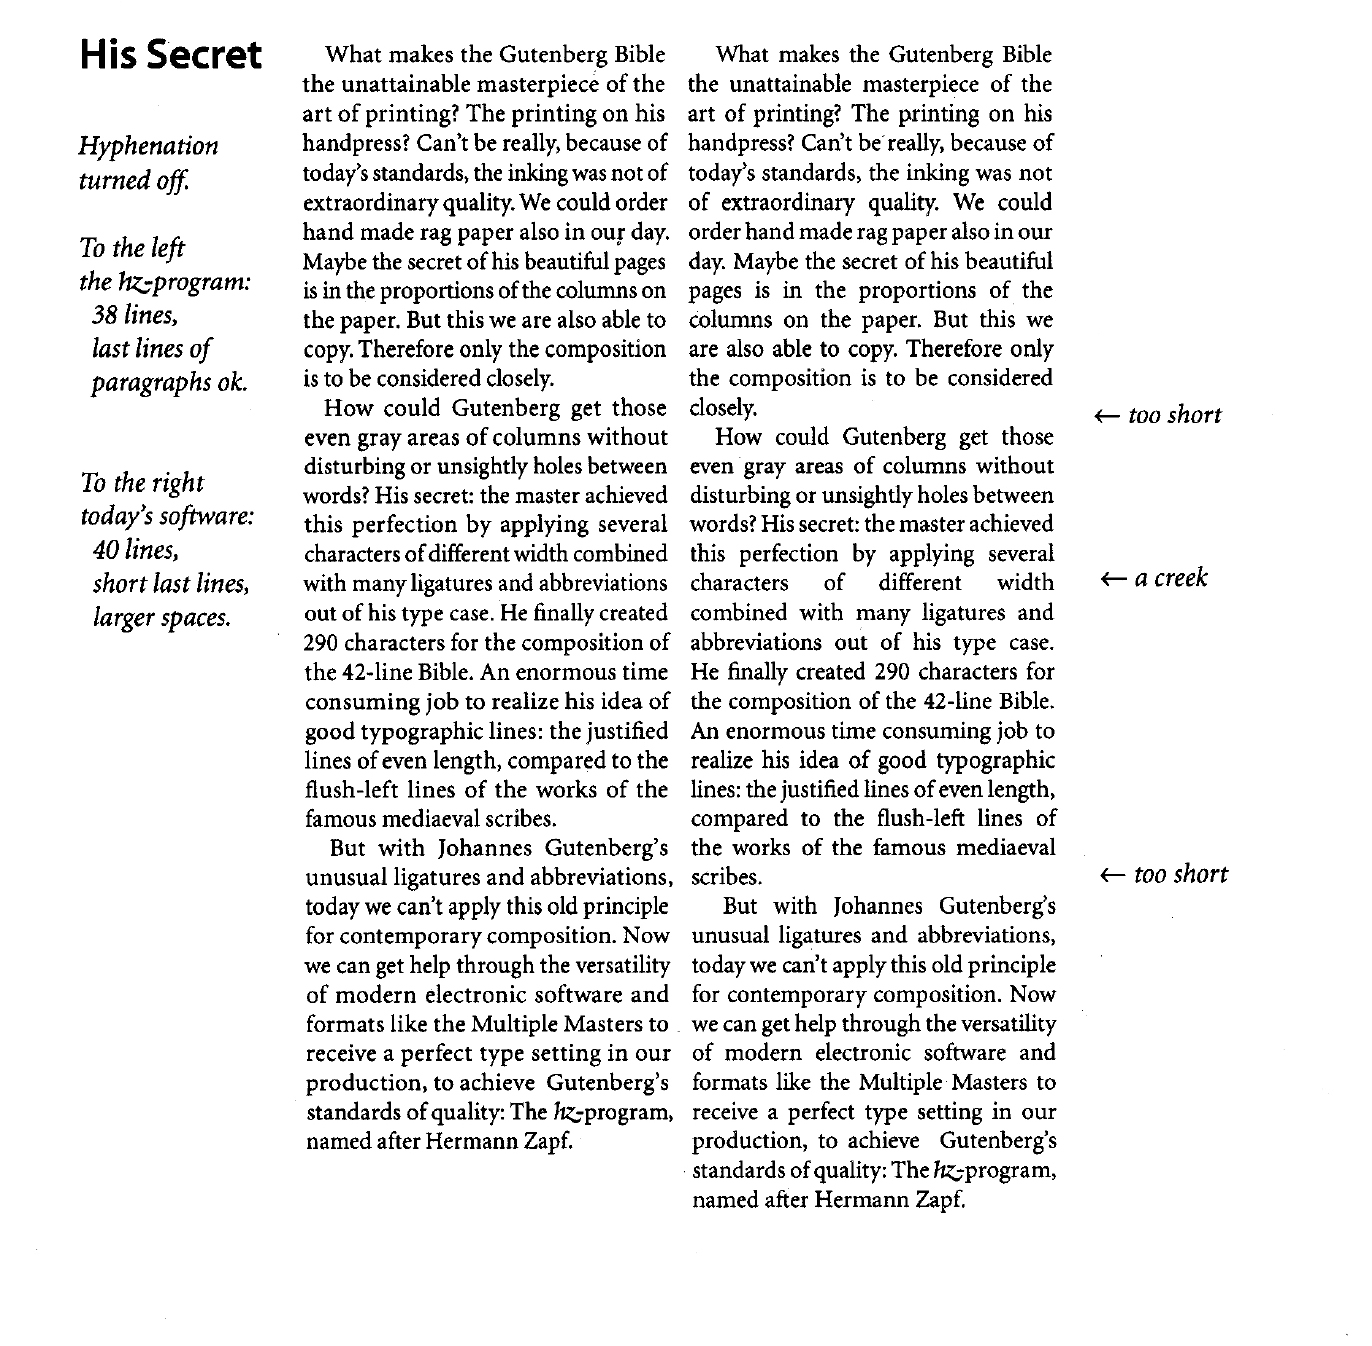 His Secret
Hyphenation
turned off.
To the left
the hz-program:
38 lines,
last lines of
paragraphs ok.
To the right
today's software:
40 lines,
short last lines,
larger spaces.
What makes the Gutenberg Bible
the unattainable masterpiece of the
art of printing? The printing on his
handpress? Can't be really, because of
today's standards, the inking was not of
extraordinary quality. We could order
hand made rag paper also in our day.
Maybe the secret of his beautiful pages
is in the proportions of the columns on
the paper. But this we are also able to
copy. Therefore only the composition
is to be considered closely.
How could Gutenberg get those
even gray areas of columns without
disturbing or unsightly holes between
words? His secret: the master achieved
this perfection by applying several
characters of different width combined
with many ligatures and abbreviations
out of his type case. He finally created
290 characters for the composition of
the 42-line Bible. An enormous time
consuming job to realize his idea of
good typographic lines: the justified
lines of even length, compared to the
flush-left lines of the works of the
famous mediaeval scribes.
But with Johannes Gutenberg's
unusual ligatures and abbreviations,
today we can't apply this old principle
for contemporary composition. Now
we can get help through the versatility
of modern electronic software and
formats like the Multiple Masters to
receive a perfect type setting in our
production, to achieve Gutenberg's
standards of quality: The hz-program,
named after Hermann Zapf.
What makes the Gutenberg Bible
the unattainable masterpiece of the
art of printing? The printing on his
handpress? Can't be really, because of
today's standards, the inking was not
of extraordinary quality. We could
order hand made rag paper also in our
day. Maybe the secret of his beautiful
pages is in the proportions of the
columns on the paper. But this we
are also able to copy. Therefore only
the composition is to be considered
closely.
How could Gutenberg get those
even gray areas of columns without
disturbing or unsightly holes between
words? His secret: the master achieved
this perfection by applying several
characters of different width
combined with many ligatures and
abbreviations out of his type case.
He finally created 290 characters for
the composition of the 42-line Bible.
An enormous time consuming job to
realize his idea of good typographic
lines: the justified lines of even length,
compared to the flush-left lines of
the works of the famous mediaeval
scribes.
But with Johannes Gutenberg's
unusual ligatures and abbreviations,
today we can't apply this old principle
for contemporary composition. Now
we can get help through the versatility
of modern electronic software and
formats like the Multiple Masters to
receive a perfect type setting in our
production, to achieve Gutenberg's
standards of quality: The hz-program,
named after Hermann Zapf.
← too short
← a creek
← too short